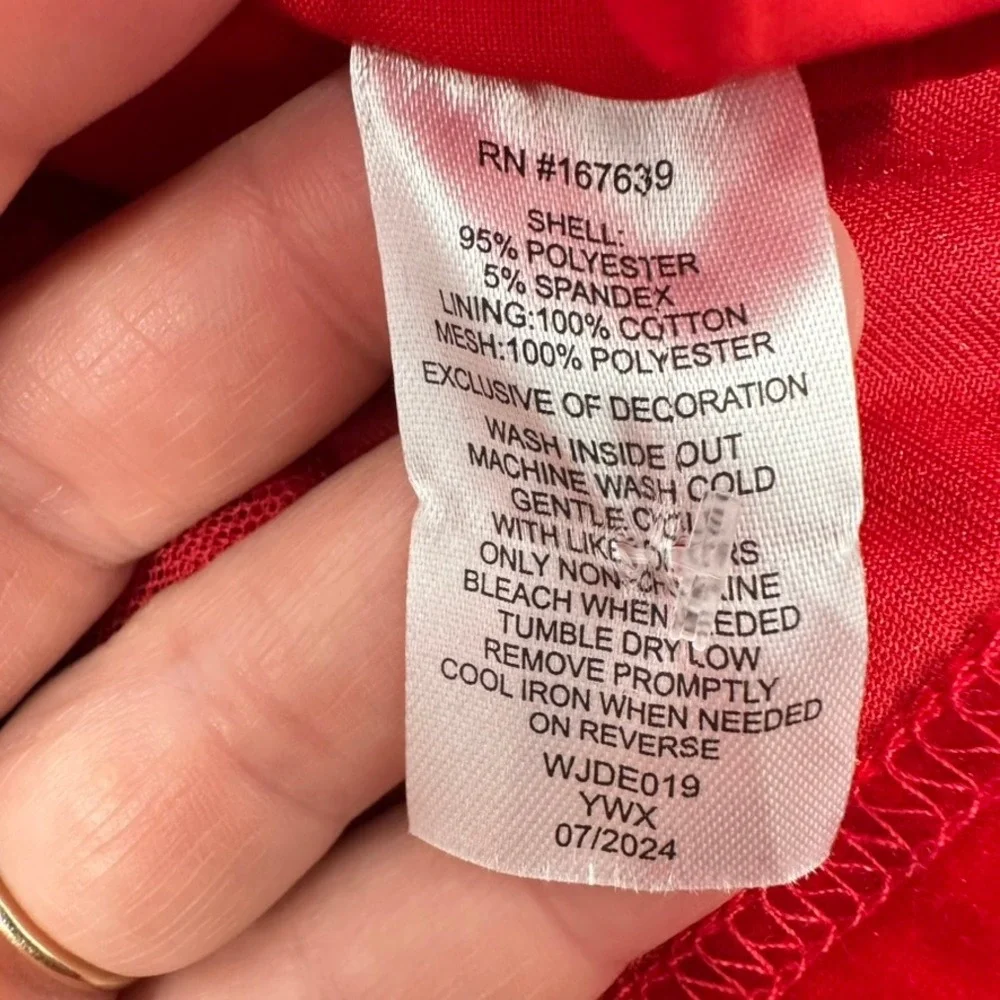 RN #167639
SHELL:
95% POLYESTER
5% SPANDEX
LINING:100% COTTON
MESH:100% POLYESTER
EXCLUSIVE OF DECORATION
WASH INSIDE OUT
MACHINE WASH COLD
GENTLE
WITH LIKE
ONLY
BLEACH WHEN NEEDED
TUMBLE DRY LOW
REMOVE PROMPTLY
COOL IRON WHEN NEEDED
ON REVERSE
WJDE019
YWX
07/2024